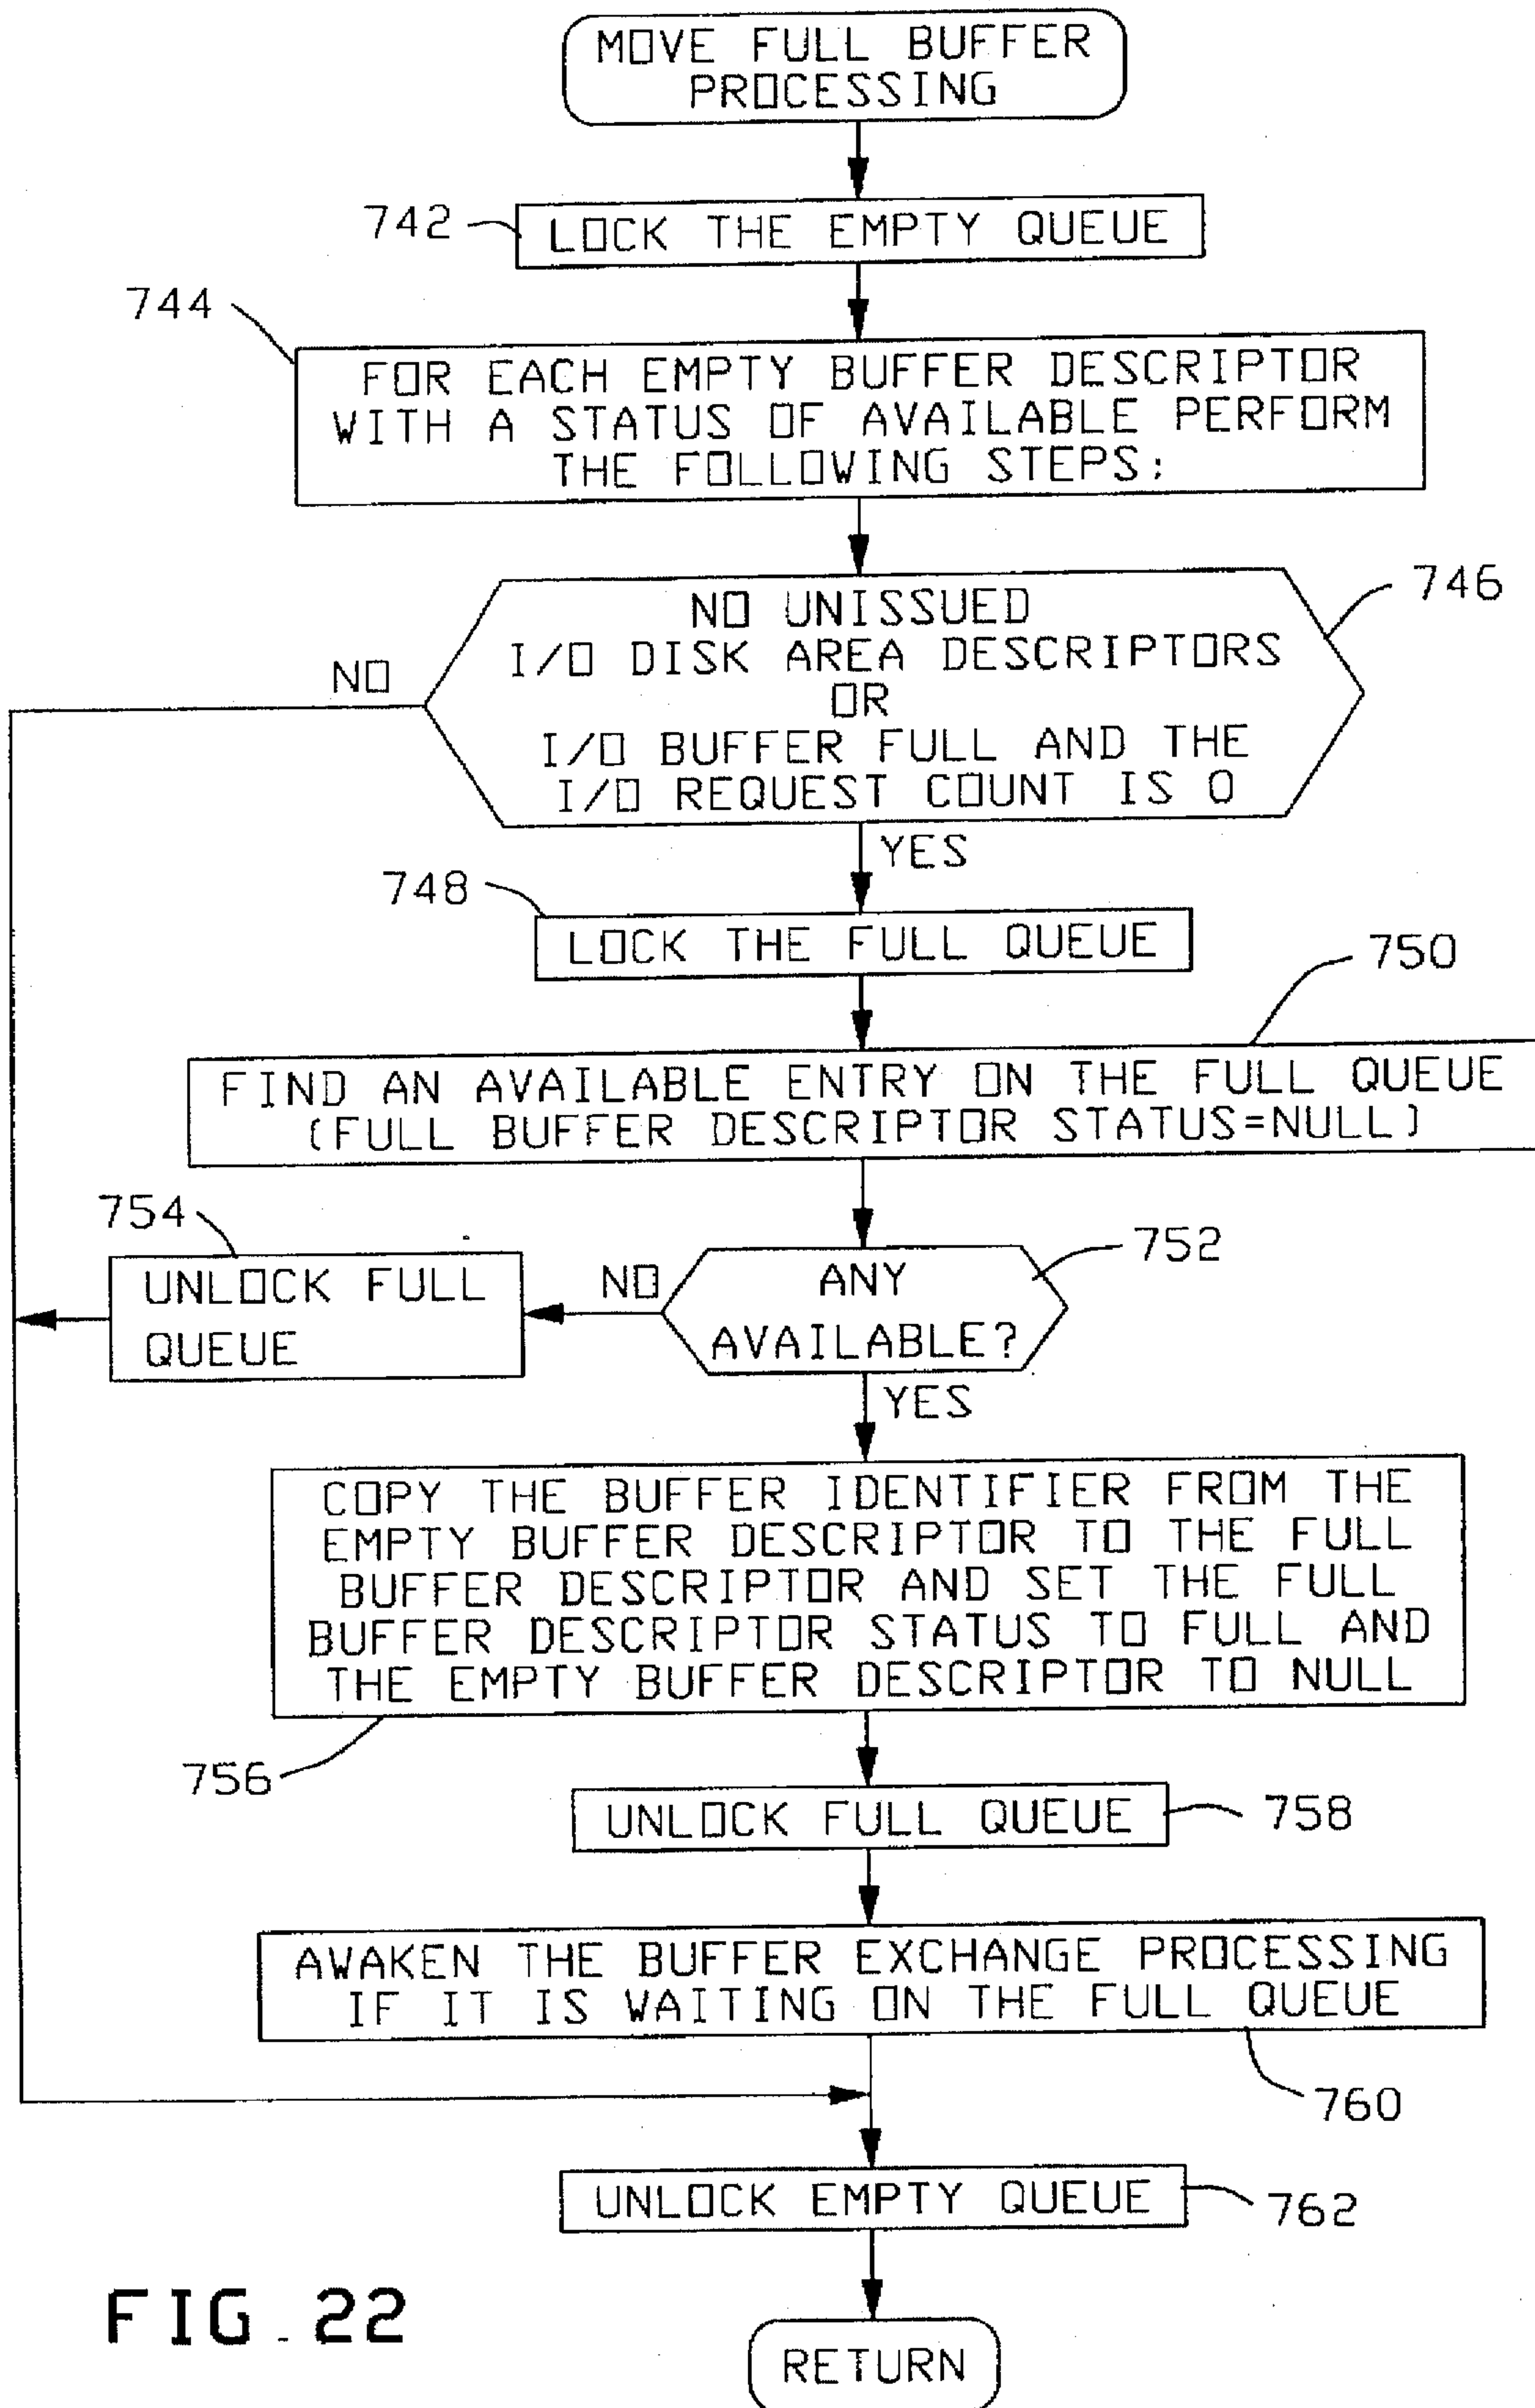 MOVE FULL BUFFER
PROCESSING
742
LOCK THE EMPTY QUEUE
744
FOR EACH EMPTY BUFFER DESCRIPTOR
WITH A STATUS OF AVAILABLE PERFORM
THE FOLLOWING STEPS:
746
NO UNISSUED
I/O DISK AREA DESCRIPTORS
OR
I/O BUFFER FULL AND THE
I/O REQUEST COUNT IS 0
NO
YES
748
LOCK THE FULL QUEUE
750
FIND AN AVAILABLE ENTRY ON THE FULL QUEUE
(FULL BUFFER DESCRIPTOR STATUS=NULL)
754
UNLOCK FULL
QUEUE
NO
752
ANY
AVAILABLE?
YES
COPY THE BUFFER IDENTIFIER FROM THE
EMPTY BUFFER DESCRIPTOR TO THE FULL
BUFFER DESCRIPTOR AND SET THE FULL
BUFFER DESCRIPTOR STATUS TO FULL AND
THE EMPTY BUFFER DESCRIPTOR TO NULL
756
UNLOCK FULL QUEUE
758
AWAKEN THE BUFFER EXCHANGE PROCESSING
IF IT IS WAITING ON THE FULL QUEUE
760
UNLOCK EMPTY QUEUE
762
RETURN
FIG. 22